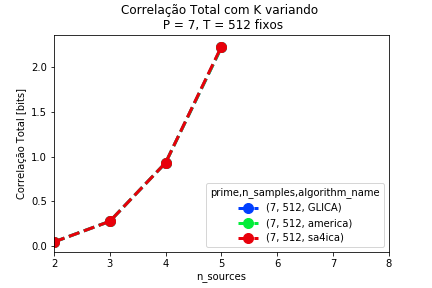 Correlação Total com K variando
P = 7, T = 512 fixos
Correlação Total [bits]
2.0
1.5
1.0
0.5
0.0
prime,n_samples,algorithm_name
(7, 512, GLICA)
(7, 512, america)
(7, 512, sa4ica)
2 3 4 5 6 7 8
n_sources